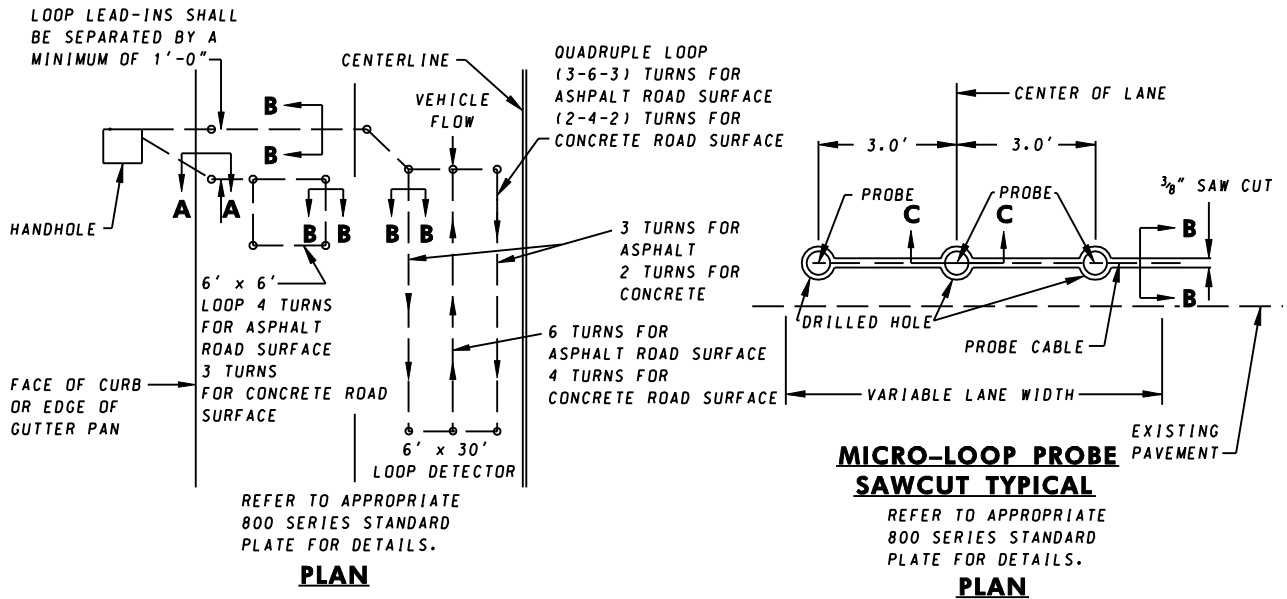 LOOP LEAD-INS SHALL
BE SEPARATED BY A
MINIMUM OF 1'-0"
CENTERLINE
QUADRUPLE LOOP
(3-6-3) TURNS FOR
ASHPALT ROAD SURFACE
(2-4-2) TURNS FOR
CONCRETE ROAD SURFACE
VEHICLE
FLOW
B
B
A
A
B
B
B
B
HANDHOLE
6' x 6'
LOOP 4 TURNS
FOR ASPHALT
ROAD SURFACE
3 TURNS
FOR CONCRETE ROAD
SURFACE
3 TURNS FOR
ASPHALT
2 TURNS FOR
CONCRETE
6 TURNS FOR
ASPHALT ROAD SURFACE
4 TURNS FOR
CONCRETE ROAD SURFACE
FACE OF CURB
OR EDGE OF
GUTTER PAN
6' x 30'
LOOP DETECTOR
REFER TO APPROPRIATE
800 SERIES STANDARD
PLATE FOR DETAILS.
PLAN
CENTER OF LANE
3.0'
3.0'
3/8" SAW CUT
PROBE
PROBE
C
C
B
B
DRILLED HOLE
PROBE CABLE
VARIABLE LANE WIDTH
EXISTING
PAVEMENT
MICRO-LOOP PROBE
SAWCUT TYPICAL
REFER TO APPROPRIATE
800 SERIES STANDARD
PLATE FOR DETAILS.
PLAN